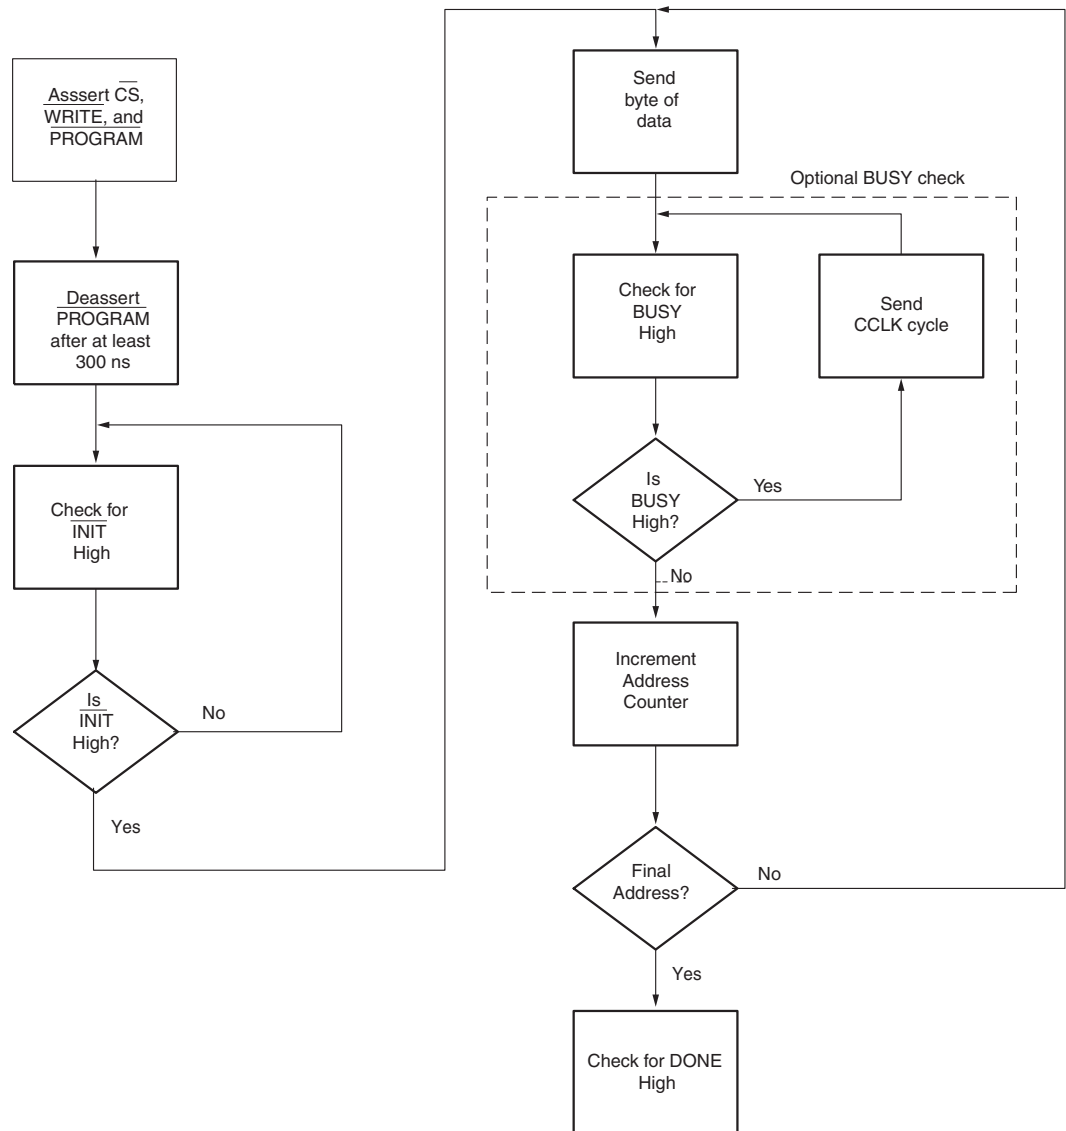 Asssert CS,
WRITE, and
PROGRAM
Deassert
PROGRAM
after at least
300 ns
Check for
INIT
High
Is
INIT
High?
No
Yes
Send
byte of
data
Optional BUSY check
Check for
BUSY
High
Send
CCLK cycle
Is
BUSY
High?
Yes
No
Increment
Address
Counter
Final
Address?
No
Yes
Check for DONE
High